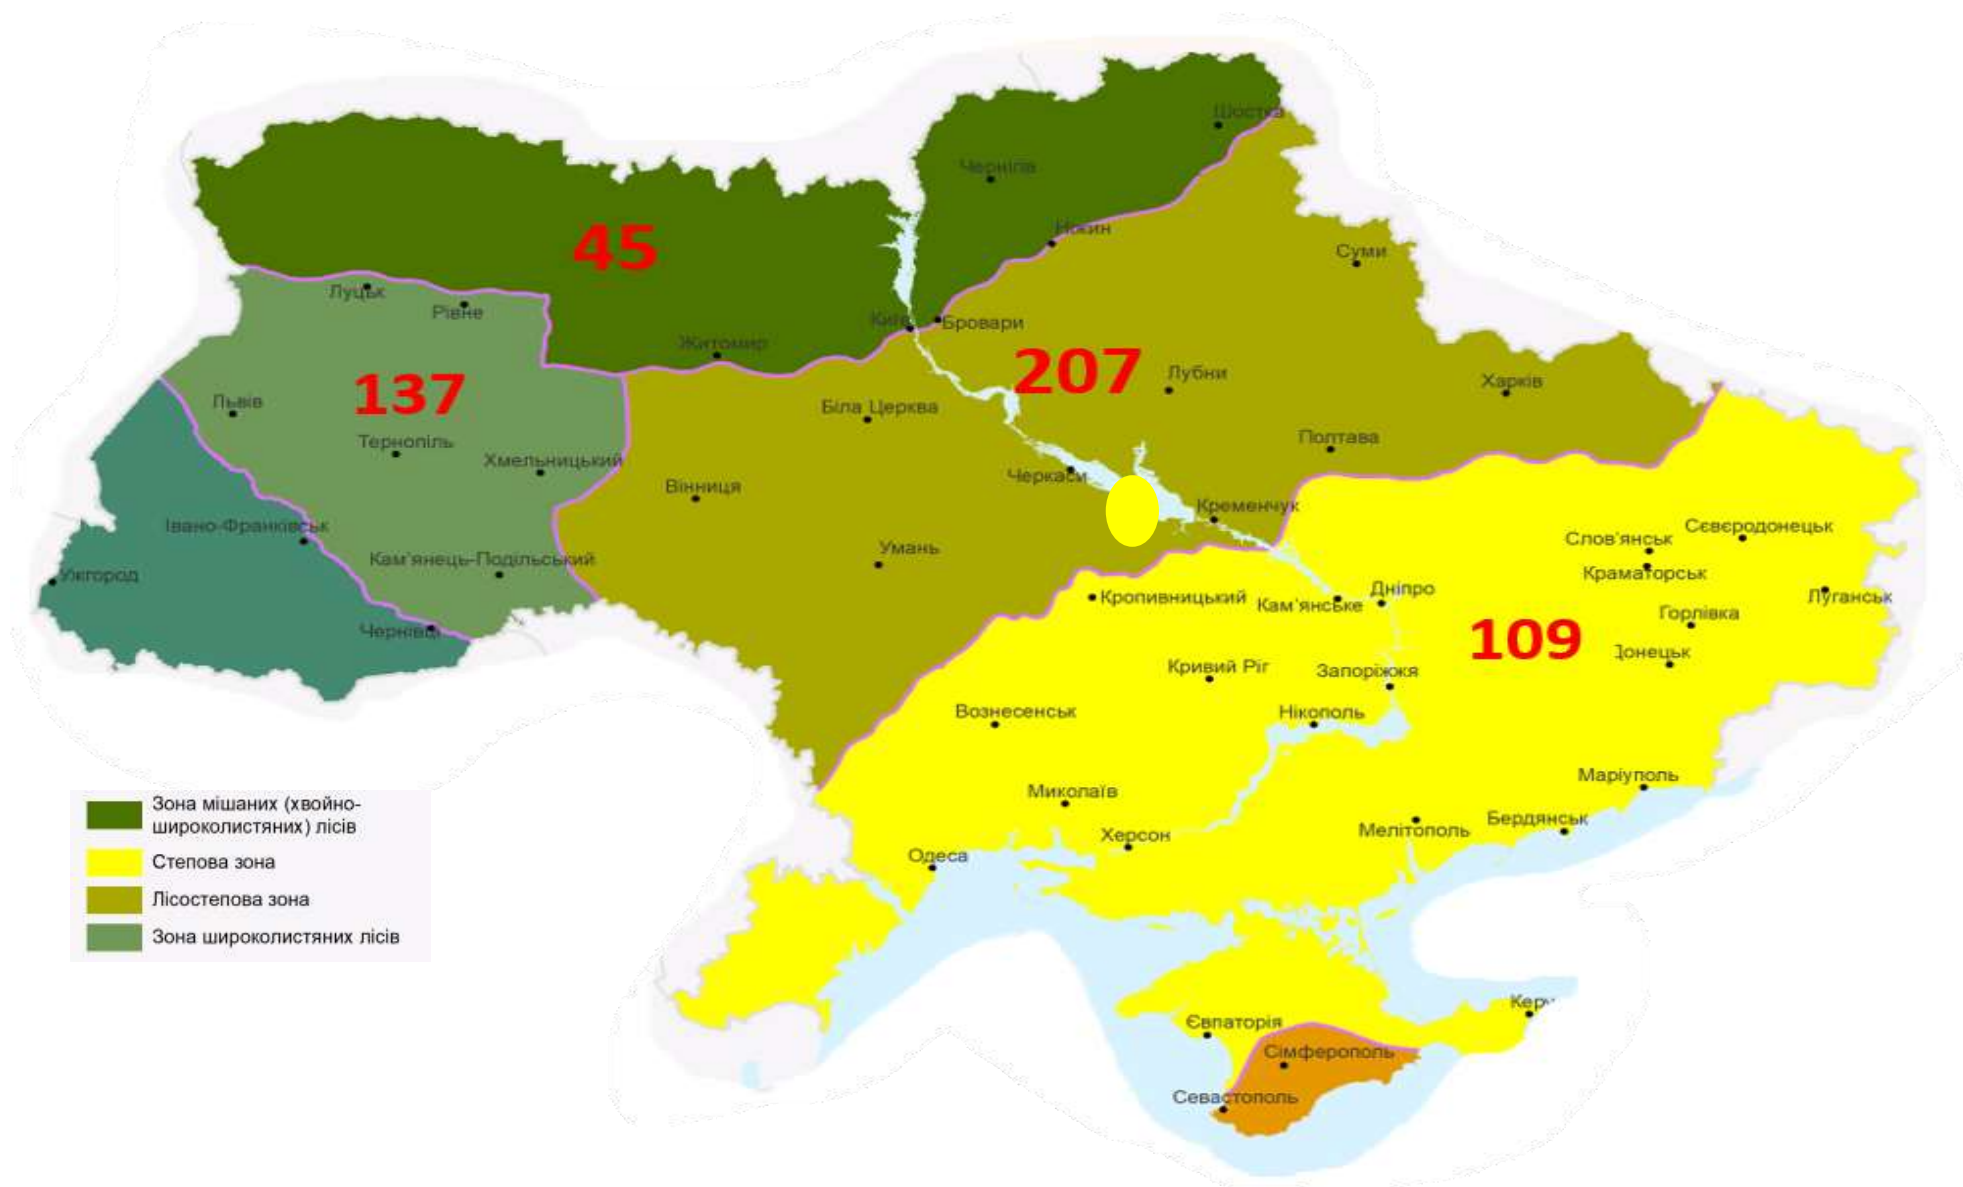 Шостка
Чернігів
Ніжин
Суми
45
Луцьк
Рівне
Київ
Бровари
Житомир
207
Лубни
Харків
137
Львів
Біла Церква
Тернопіль
Полтава
Хмельницький
Черкаси
Вінниця
Кременчук
Івано-Франківськ
Сєвєродонецьк
Слов'янськ
Умань
Кам'янець-Подільський
Краматорськ
Ужгород
Дніпро
Кропивницький
Кам'янське
Луганськ
Горлівка
Чернівці
109
Донецьк
Кривий Ріг
Запоріжжя
Вознесенськ
Нікополь
Маріуполь
Миколаїв
Бердянськ
Мелітополь
Херсон
Одеса
Зона мішаних (хвойно-
широколистяних) лісів
Степова зона
Лісостепова зона
Зона широколистяних лісів
Євпаторія
Сімферополь
Севастополь